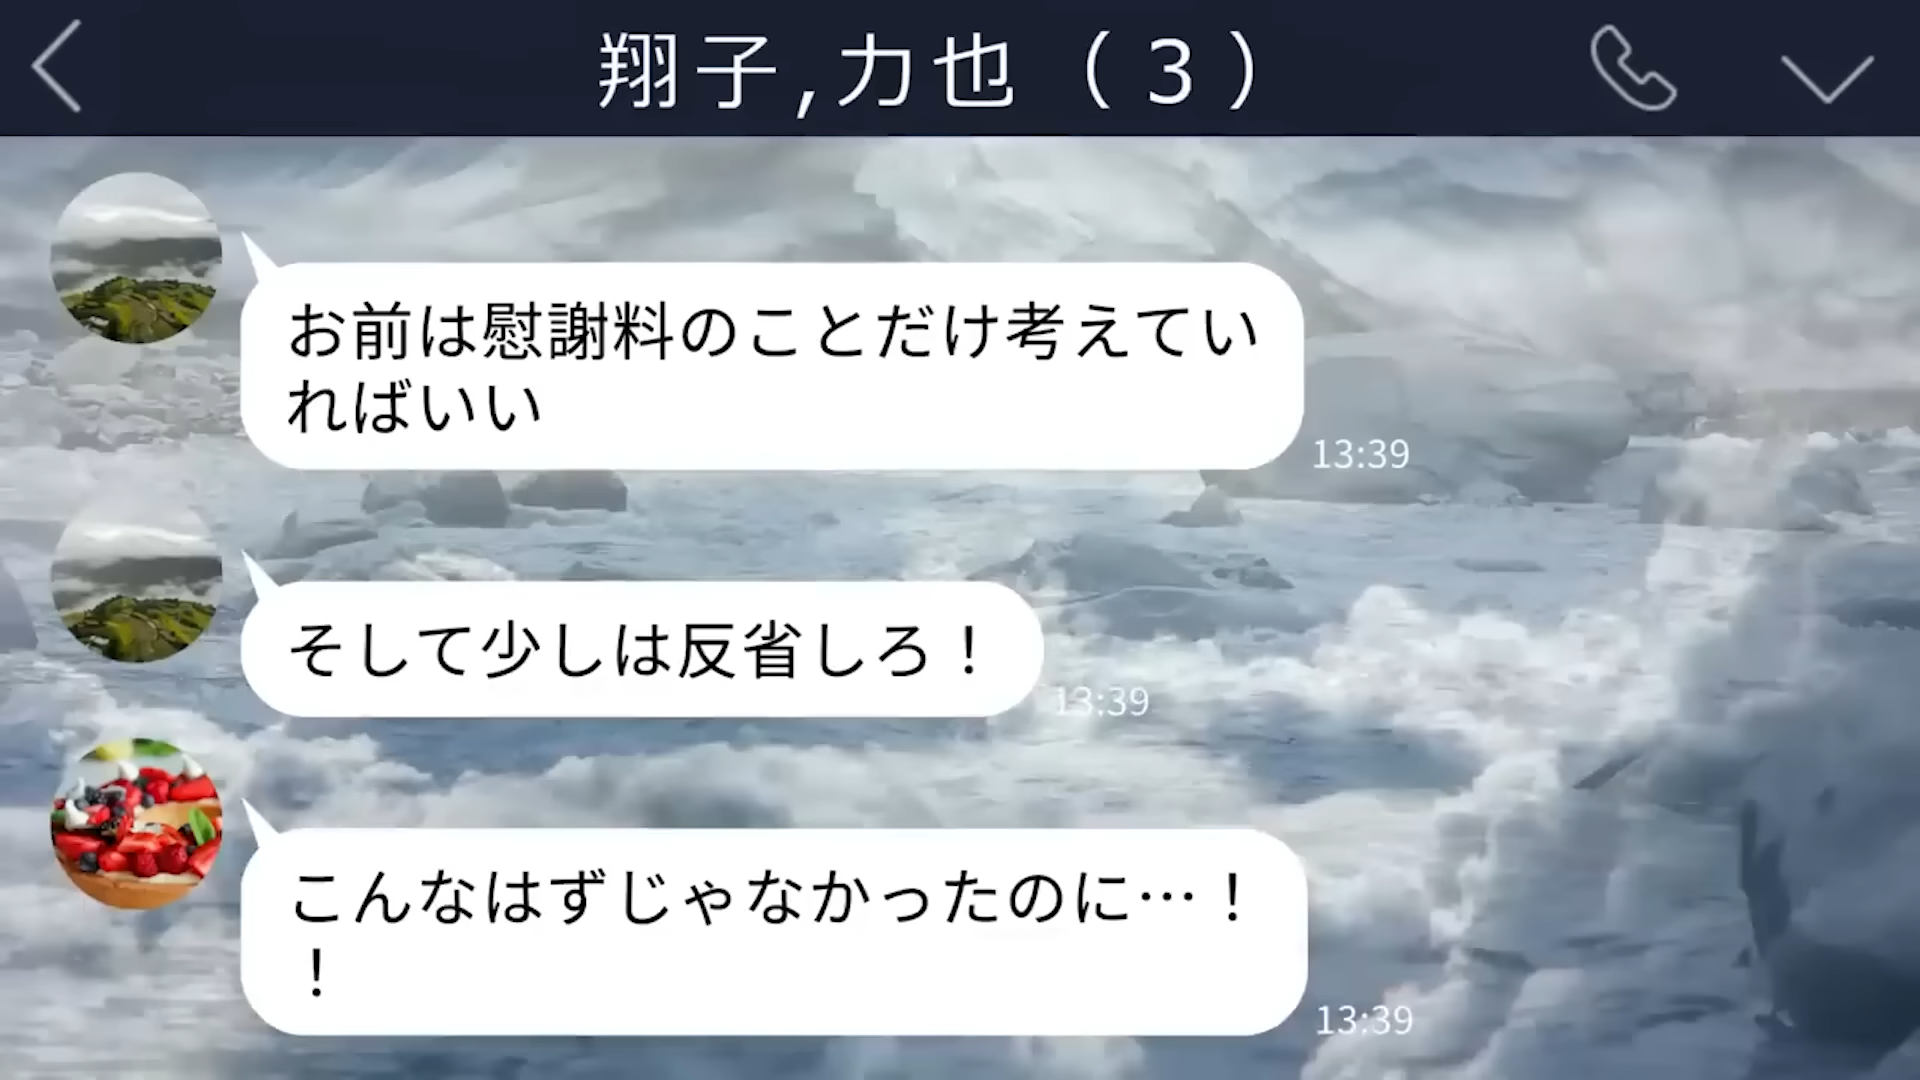 翔子,力也（3）
お前は慰謝料のことだけ考えてい
ればいい
13:39
そして少しは反省しろ！
13:39
こんなはずじゃなかったのに…！
！
13:39